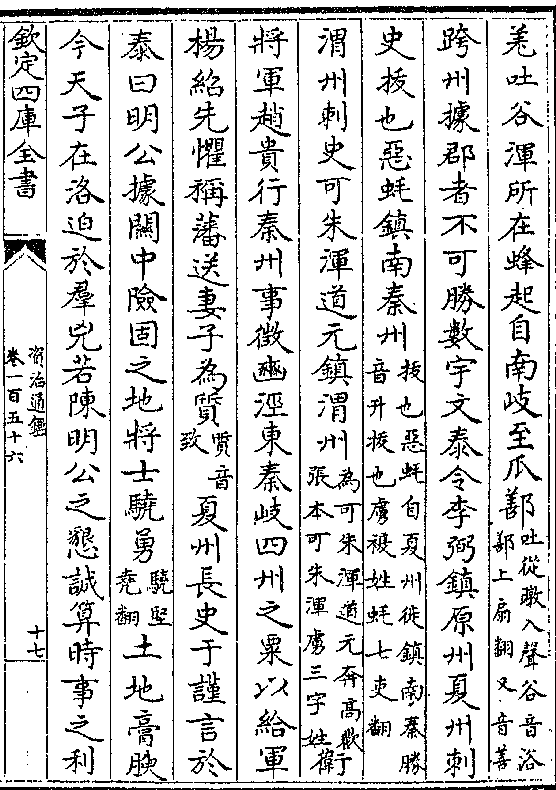 羗吐谷渾所在蜂起自南岐至瓜鄯吐從暾入聲谷音浴鄯上扇翻又音善
跨州據郡者不可勝數宇文泰令李弼鎮原州夏州刺
史拔也惡蚝鎮南秦州拔也惡蚝自夏州徙鎮南秦勝音升拔也虜複姓蚝七吏翻
渭州刺史可朱渾道元鎮渭州為可朱渾道元奔高歡張本可朱渾虜三字姓衛
將軍趙貴行秦州事徴豳涇東秦岐四州之粟以給軍
楊紹先懼稱藩送妻子為質質音致夏州長史于謹言於
泰曰明公據關中險固之地將士驍勇驍堅堯翻土地膏腴
今天子在洛迫於羣兇若陳明公之懇誠算時事之利
欽定四庫全書
資治通鑑
卷一百五十六
十七